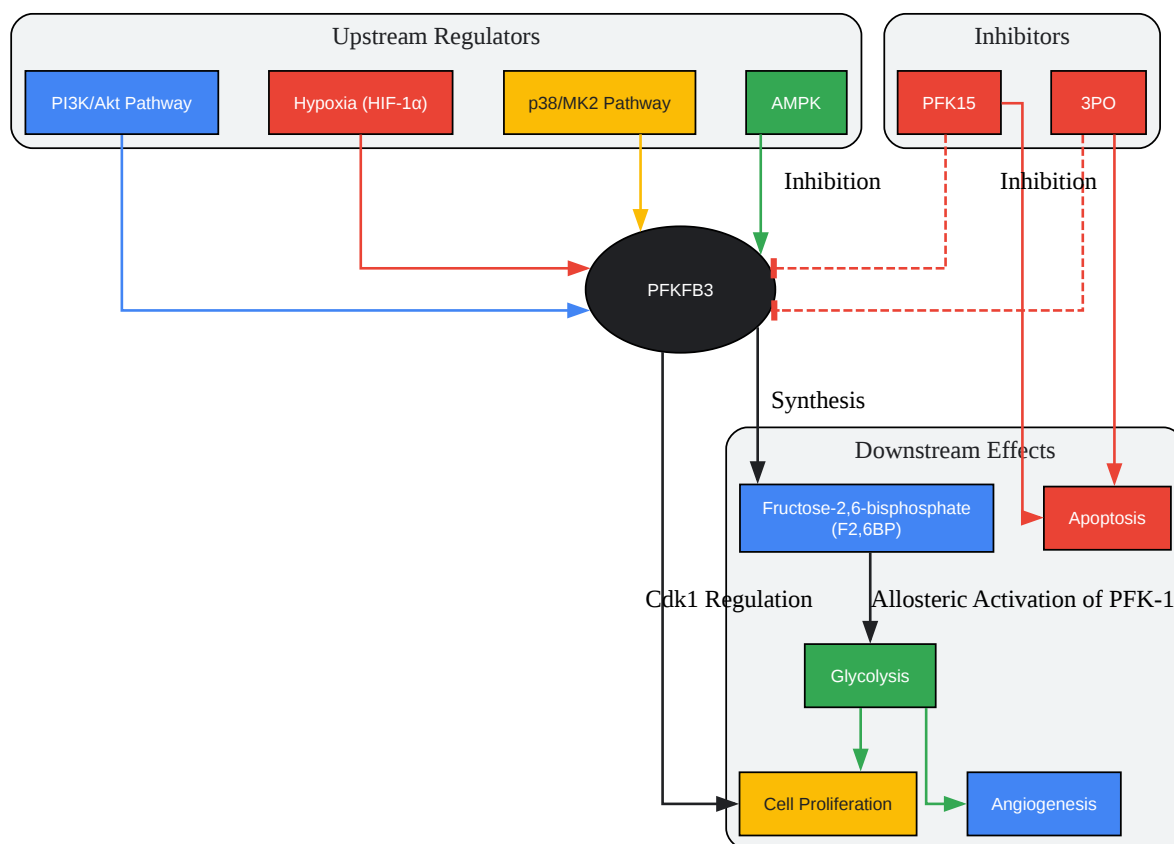 Upstream Regulators
Inhibitors
PI3K/Akt Pathway
Hypoxia (HIF-1α)
p38/MK2 Pathway
AMPK
PFK15
3PO
Inhibition
Inhibition
PFKFB3
Synthesis
Downstream Effects
Fructose-2,6-bisphosphate
(F2,6BP)
Apoptosis
Cdk1 Regulation
Allosteric Activation of PFK-1
Glycolysis
Cell Proliferation
Angiogenesis